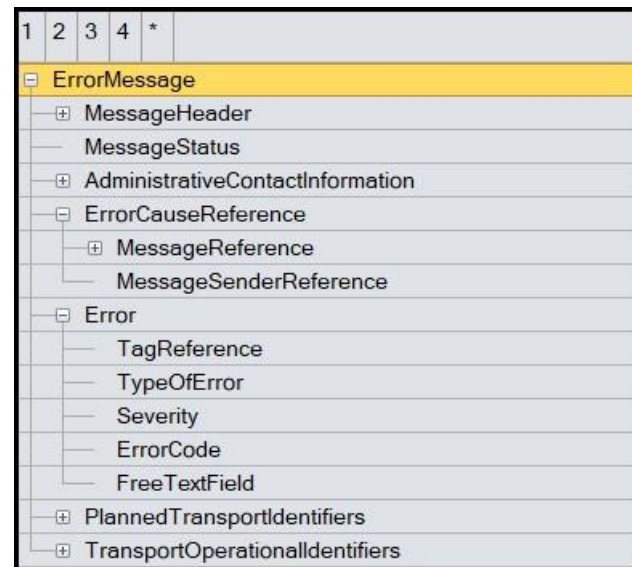 1 2 3 4 *
ErrorMessage
MessageHeader
MessageStatus
AdministrativeContactInformation
ErrorCauseReference
MessageReference
MessageSenderReference
Error
TagReference
TypeOfError
Severity
ErrorCode
FreeTextField
PlannedTransportIdentifiers
TransportOperationalIdentifiers